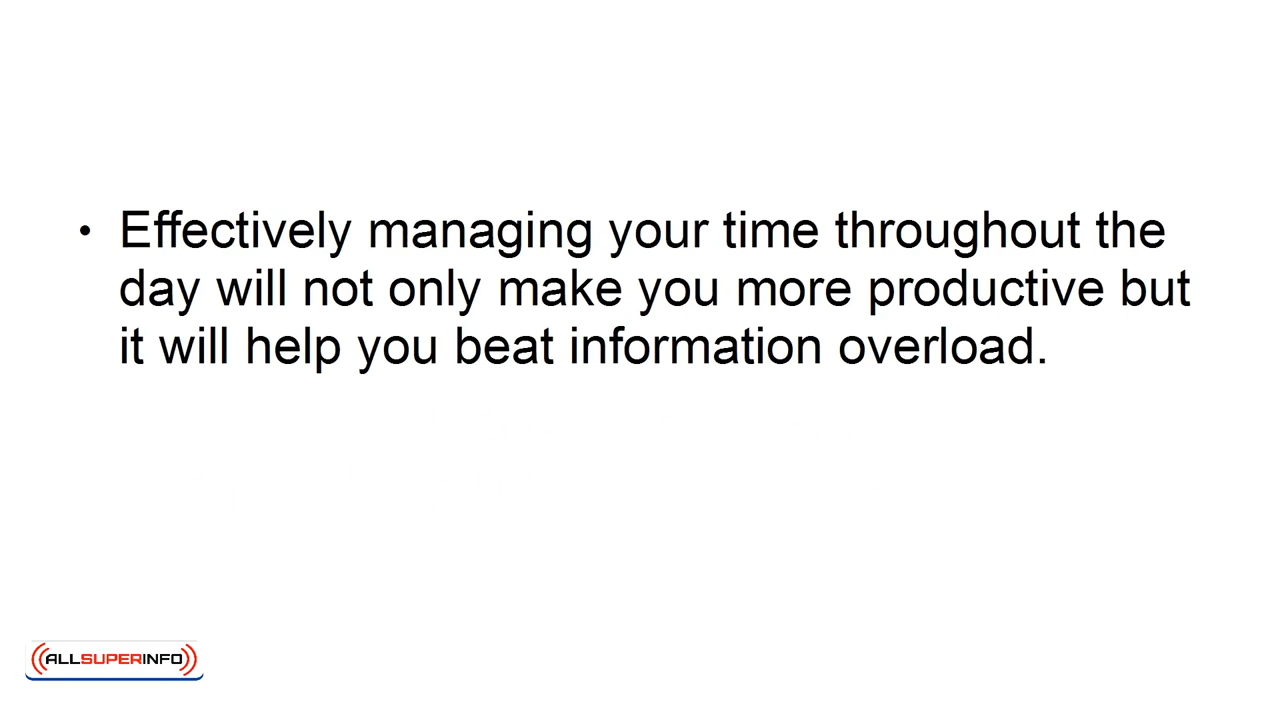 • Effectively managing your time throughout the
day will not only make you more productive but
it will help you beat information overload.
ALLSUPERINFO